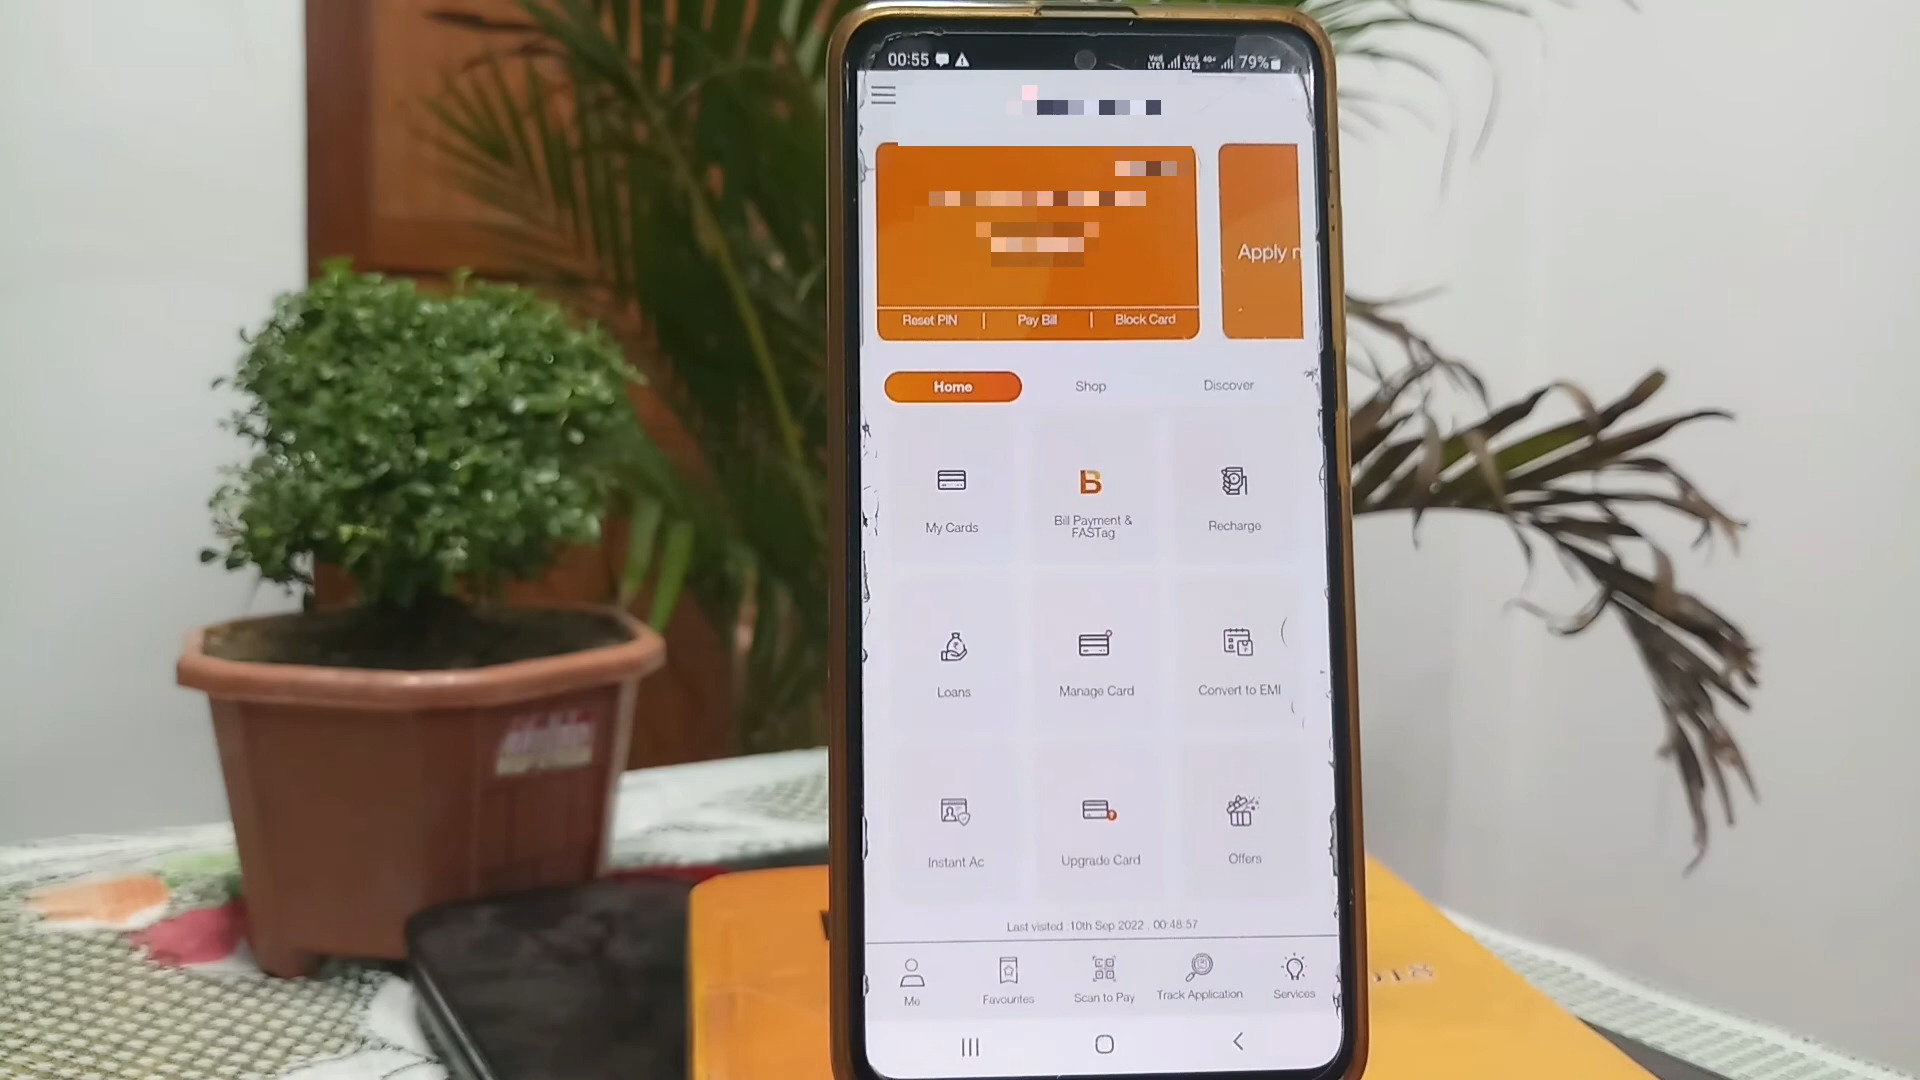 00:55
79%
Apply n
Reset PIN | Pay Bill | Block Card
Home Shop Discover
My Cards
Bill Payment &
FASTag
Recharge
Loans Manage Card Convert to EMI
Instant Ac Upgrade Card Offers
Last visited :10th Sep 2022 , 00:48:57
Me Favourites Scan to Pay Track Application Services